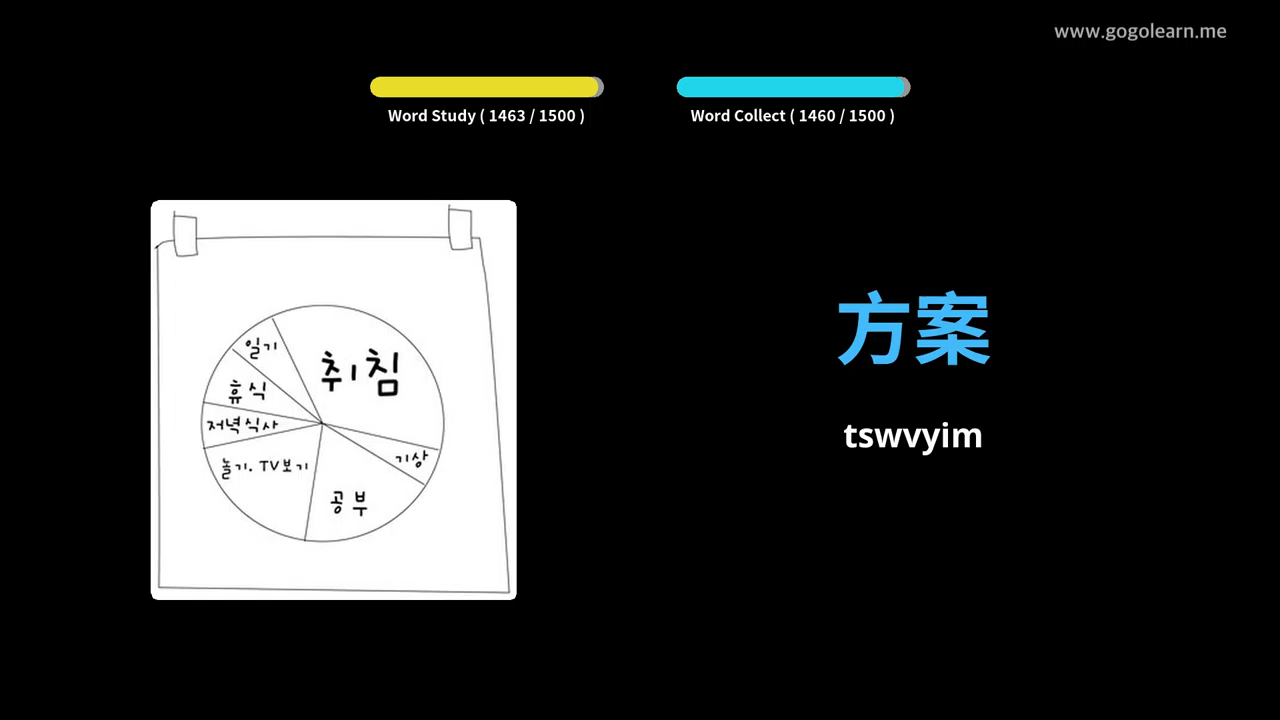 www.gogolearn.me
Word Study ( 1463 / 1500 )
Word Collect ( 1460 / 1500 )
일기
취침
휴식
저녁식사
놀기. TV보기
기상
공부
方案
tswvyim